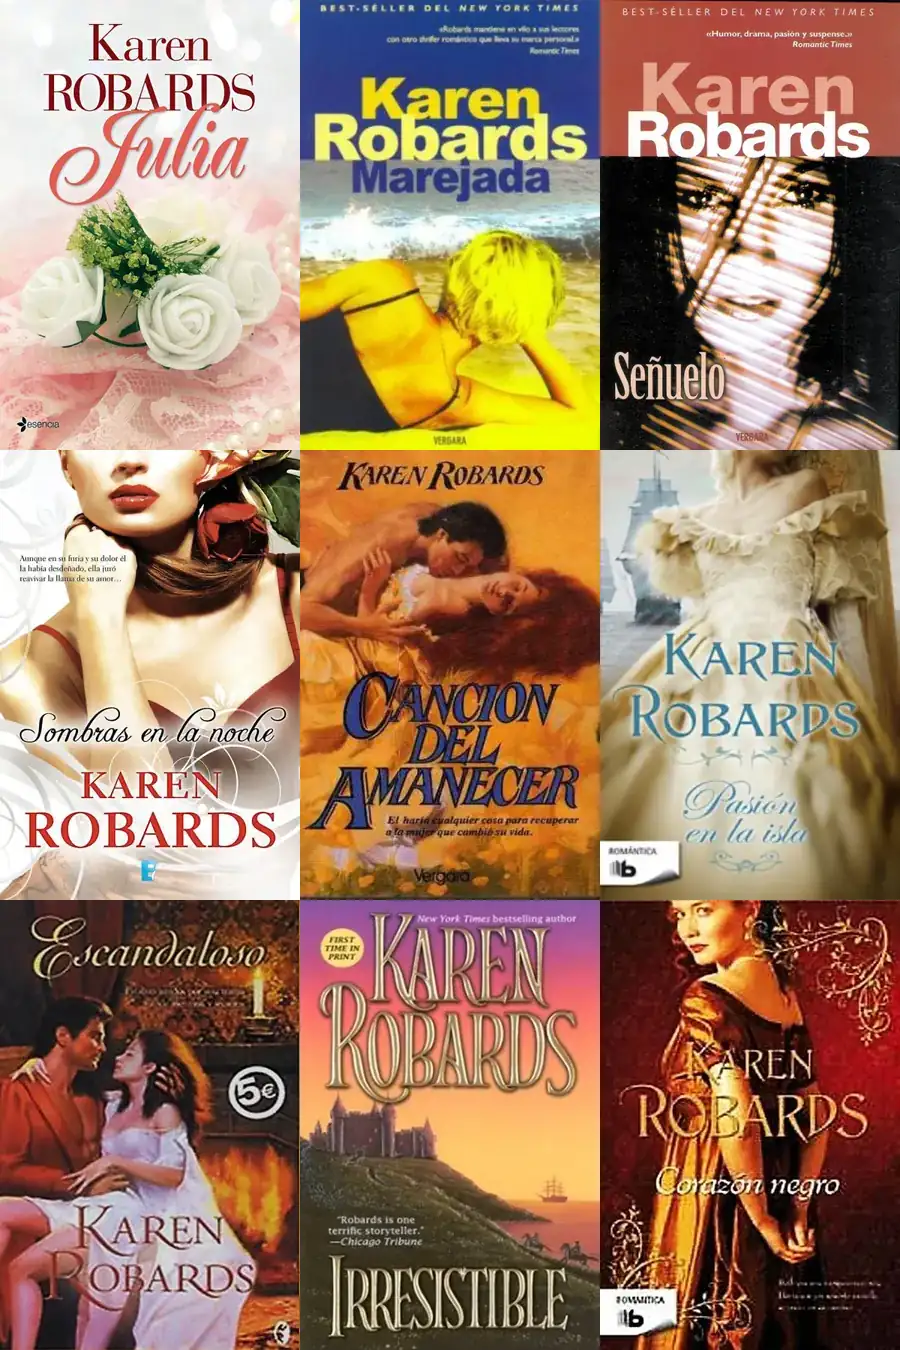 Karen
ROBARDS
Julia
esencia
BEST-SÉLLER DEL NEW YORK TIMES
«Robards mantiene en vilo a sus lectores
con otro thriller romántico que lleva su marca personal.»
Romantic Times
Karen
Robards
Marejada
VERGARA
BEST-SÉLLER DEL NEW YORK TIMES
«Humor, drama, pasión y suspense.»
Romantic Times
Karen
Robards
Señuelo
VERGARA
Aunque en su furia y su dolor él
la había desdeñado, ella juró
reavivar la llama de su amor...
Sombras en la noche
KAREN
ROBARDS
KAREN ROBARDS
CANCION
DEL
AMANECER
El haría cualquier cosa para recuperar
a la mujer que cambió su vida.
Vergara
KAREN
ROBARDS
Pasión
en la isla
ROMÁNTICA
b
Escandaloso
5€
KAREN
ROBARDS
New York Times bestselling author
FIRST
TIME IN
PRINT
KAREN
ROBARDS
"Robards is one
terrific storyteller."
—Chicago Tribune
IRRESISTIBLE
KAREN
ROBARDS
Corazón negro
ROMANTICA
b